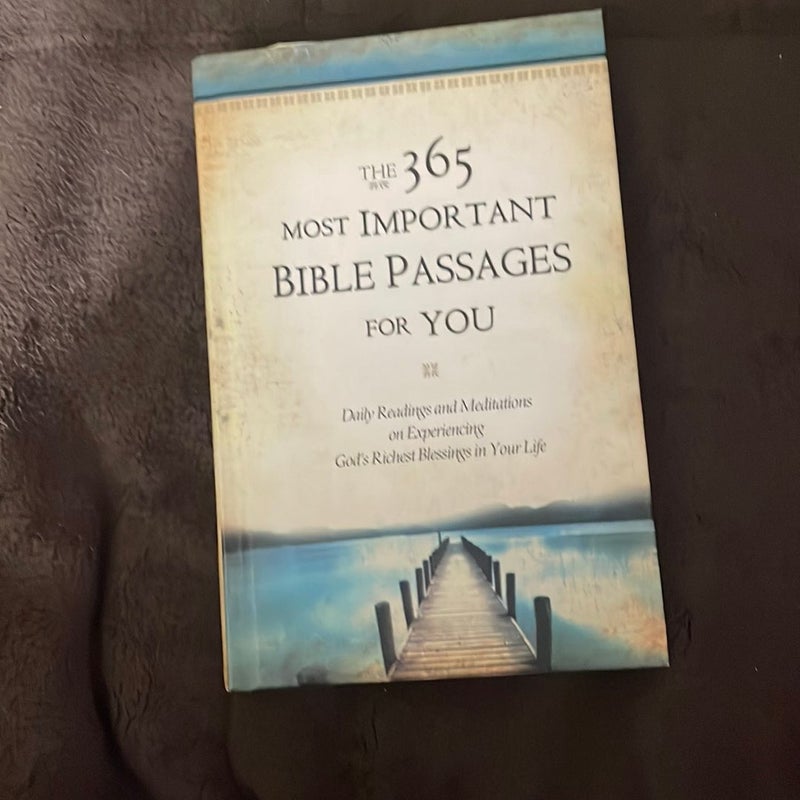 THE 365
MOST IMPORTANT
BIBLE PASSAGES
FOR YOU
Daily Readings and Meditations
on Experiencing
God's Richest Blessings in Your Life